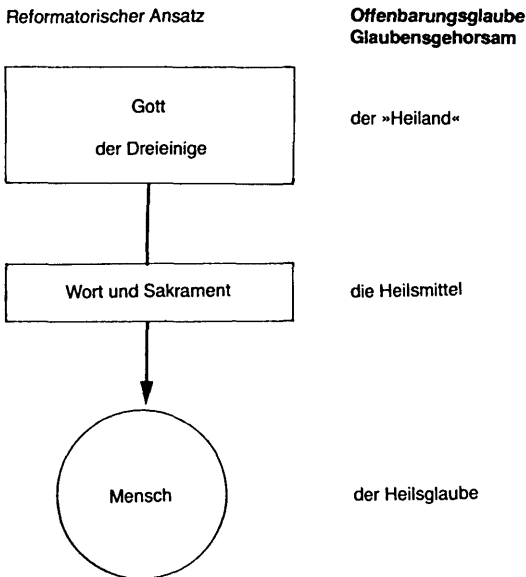 Reformatorischer Ansatz
Offenbarungsglaube
Glaubensgehorsam
Gott
der Dreieinige
der »Heiland«
Wort und Sakrament
die Heilsmittel
Mensch
der Heilsglaube